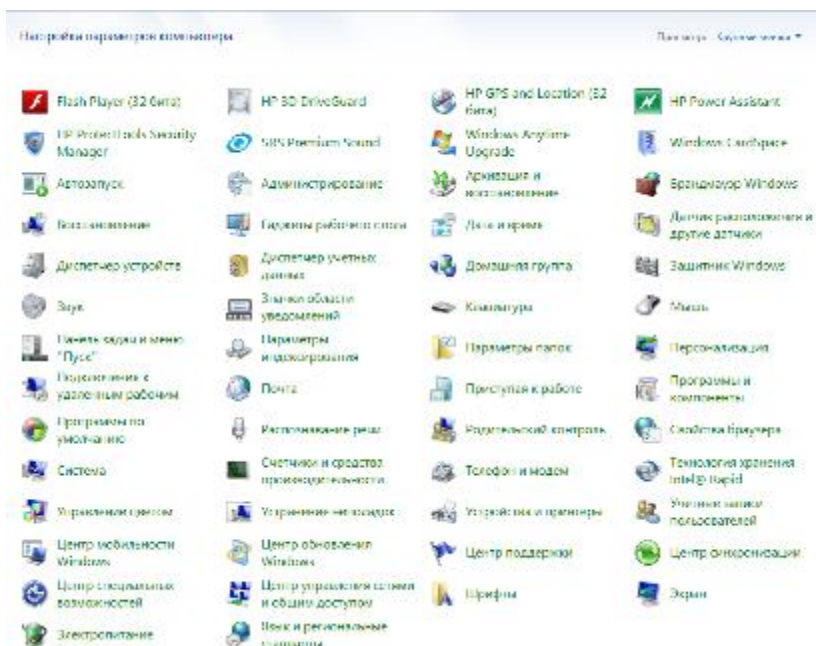 Настройка параметров компьютера
Просмотр: Крупные значки
Flash Player (32 бита)
HP 3D DriveGuard
HP GPS and Location (32
бита)
HP Power Assistant
HP ProtectTools Security
Manager
SRS Premium Sound
Windows Anytime
Upgrade
Windows CardSpace
Автозапуск
Администрирование
Архивация и
восстановление
Брандмауэр Windows
Восстановление
Гаджеты рабочего стола
Дата и время
Датчик расположения и
другие датчики
Диспетчер устройств
Диспетчер учетных
данных
Домашняя группа
Защитник Windows
Звук
Значки области
уведомлений
Клавиатура
Мышь
Панель задач и меню
"Пуск"
Параметры
индексирования
Параметры папок
Персонализация
Подключения к
удаленным рабочим
Почта
Приступая к работе
Программы и
компоненты
Программы по
умолчанию
Распознавание речи
Родительский контроль
Свойства браузера
Система
Счетчики и средства
производительности
Телефон и модем
Технология хранения
Intel® Rapid
Управление цветом
Устранение неполадок
Устройства и принтеры
Учетные записи
пользователей
Центр мобильности
Windows
Центр обновления
Windows
Центр поддержки
Центр синхронизации
Центр специальных
возможностей
Центр управления сетями
и общим доступом
Шрифты
Экран
Электропитание
Язык и региональные
стандарты